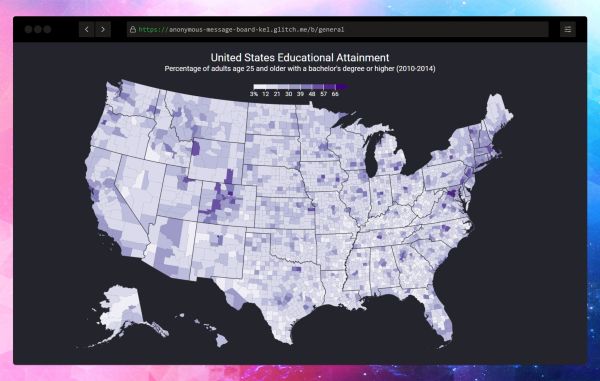 https://anonymous-message-board-kel.glitch.me/b/general
United States Educational Attainment
Percentage of adults age 25 and older with a bachelor's degree or higher (2010-2014)
3% 12 21 30 39 48 57 66